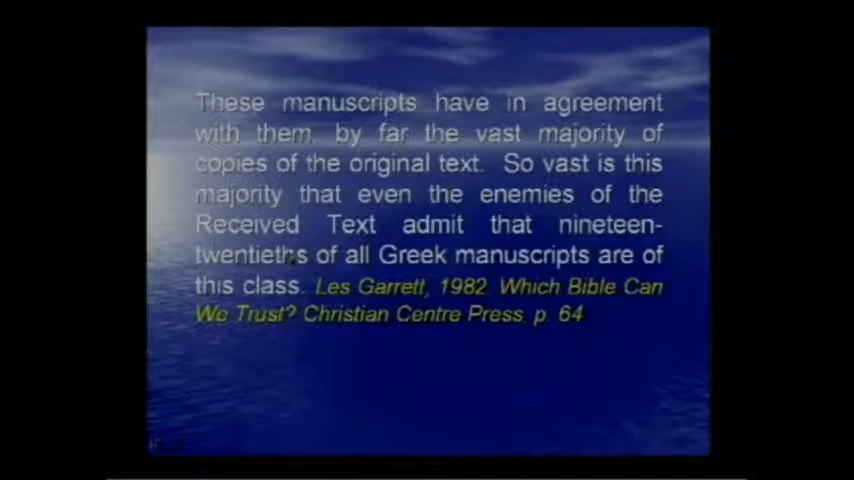 These manuscripts have in agreement
with them, by far the vast majority of
copies of the original text. So vast is this
majority that even the enemies of the
Received Text admit that nineteen-
twentieths of all Greek manuscripts are of
this class. Les Garrett, 1982. Which Bible Can
We Trust? Christian Centre Press, p. 64